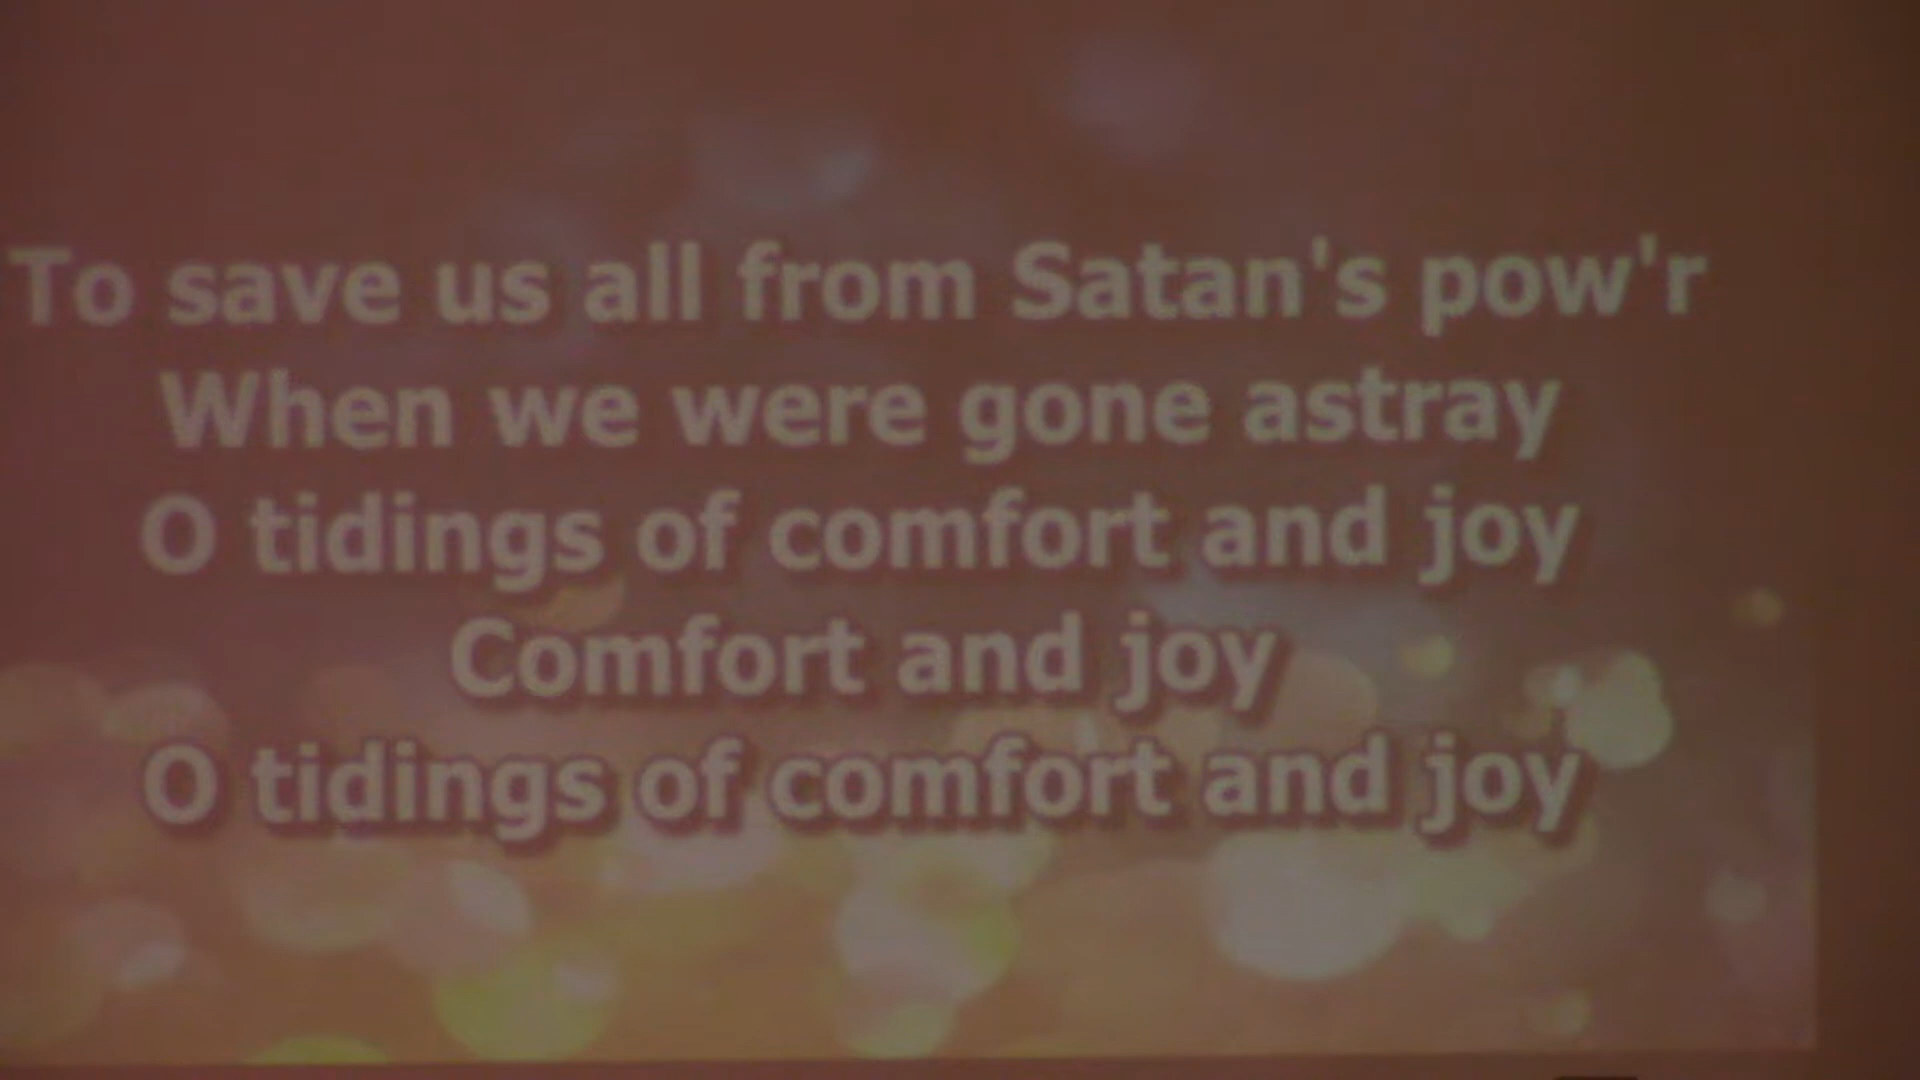 To save us all from Satan's pow'r
When we were gone astray
O tidings of comfort and joy
Comfort and joy
O tidings of comfort and joy